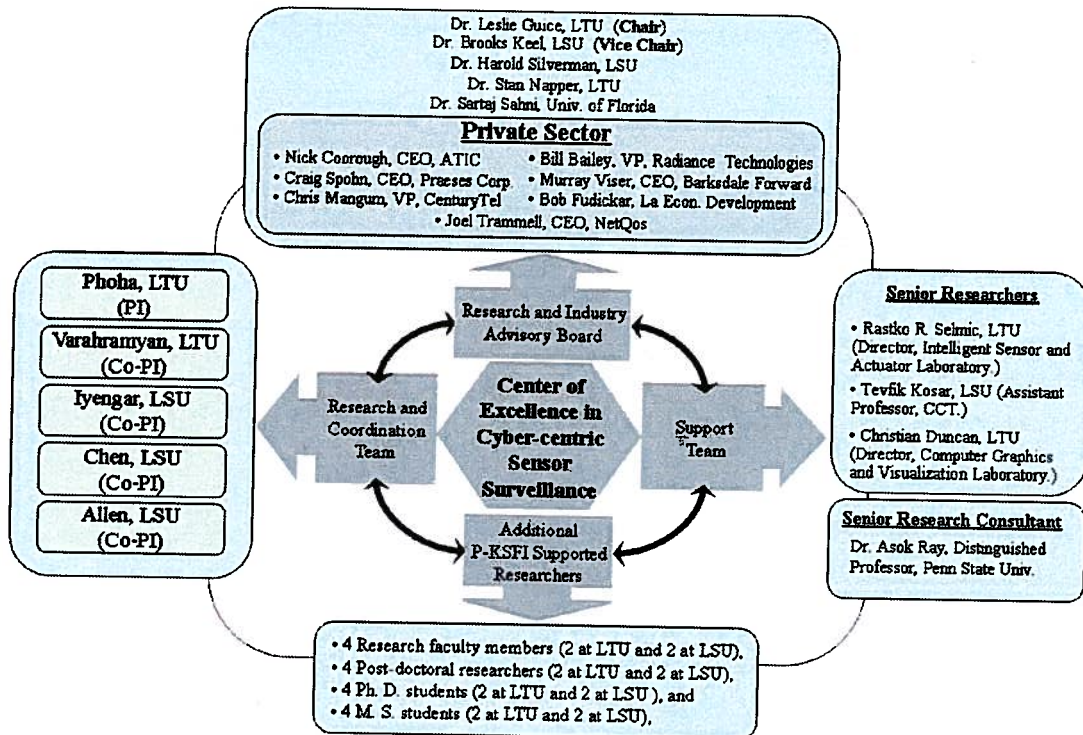 Dr. Leslie Guice, LTU (Chair)
Dr. Brooks Keel, LSU (Vice Chair)
Dr. Harold Silverman, LSU
Dr. Stan Napper, LTU
Dr. Sartaj Sahni, Univ. of Florida
Private Sector
• Nick Coorough, CEO, ATIC
• Craig Spohn, CEO, Praeses Corp.
• Chris Mangum, VP, CenturyTel
• Bill Bailey, VP, Radiance Technologies
• Murray Viser, CEO, Barksdale Forward
• Bob Fudickar, La Econ. Development
• Joel Trammell, CEO, NetQos
Phoha, LTU
(PI)
Varahramyan, LTU
(Co-PI)
Iyengar, LSU
(Co-PI)
Chen, LSU
(Co-PI)
Allen, LSU
(Co-PI)
Research and Industry
Advisory Board
Research and
Coordination
Team
Center of
Excellence in
Cyber-centric
Sensor
Surveillance
Support
Team
Additional
P-KSFI Supported
Researchers
Senior Researchers
• Rastko R. Selmic, LTU
(Director, Intelligent Sensor and
Actuator Laboratory.)
• Tevfik Kosar, LSU (Assistant
Professor, CCT.)
• Christian Duncan, LTU
(Director, Computer Graphics
and Visualization Laboratory.)
Senior Research Consultant
Dr. Asok Ray, Distinguished
Professor, Penn State Univ.
• 4 Research faculty members (2 at LTU and 2 at LSU),
• 4 Post-doctoral researchers (2 at LTU and 2 at LSU),
• 4 Ph. D. students (2 at LTU and 2 at LSU ), and
• 4 M. S. students (2 at LTU and 2 at LSU),